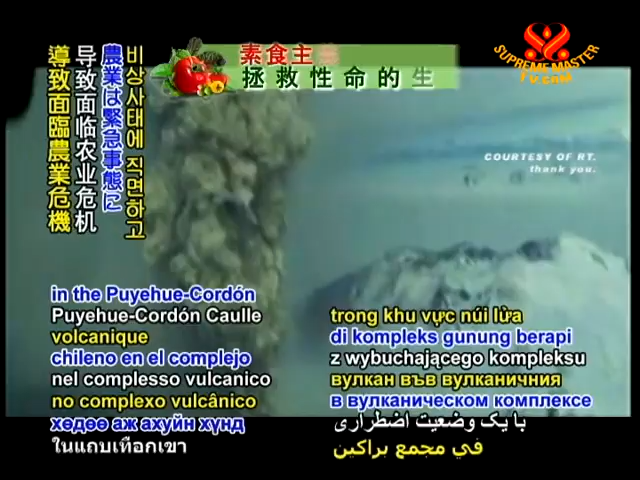 素食主
拯救性命的 生
SUPREME MASTER
TV.COM
導致面臨農業危機
导致面临农业危机
農業は緊急事態に
비상사태에 직면하고
COURTESY OF RT.
thank you.
in the Puyehue-Cordón
Puyehue-Cordón Caulle
volcanique
chileno en el complejo
nel complesso vulcanico
no complexo vulcânico
хөдөө аж ахуйн хүнд
ในแถบเทือกเขา
trong khu vực núi lửa
di kompleks gunung berapi
z wybuchającego kompleksu
вулкан във вулканичния
в вулканическом комплексе
با یک وضعیت اضطراری
في مجمع براكين